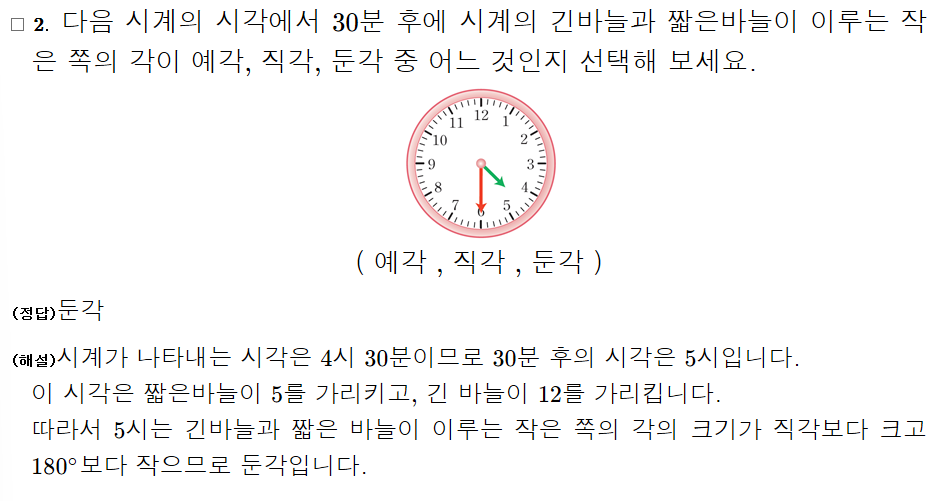 □ 2. 다음 시계의 시각에서 30분 후에 시계의 긴바늘과 짧은바늘이 이루는 작
은 쪽의 각이 예각, 직각, 둔각 중 어느 것인지 선택해 보세요.
12
11 1
10 2
9 3
8 4
7 5
6
( 예각 , 직각 , 둔각 )
(정답)둔각
(해설)시계가 나타내는 시각은 4시 30분이므로 30분 후의 시각은 5시입니다.
이 시각은 짧은바늘이 5를 가리키고, 긴 바늘이 12를 가리킵니다.
따라서 5시는 긴바늘과 짧은 바늘이 이루는 작은 쪽의 각의 크기가 직각보다 크고
180°보다 작으므로 둔각입니다.